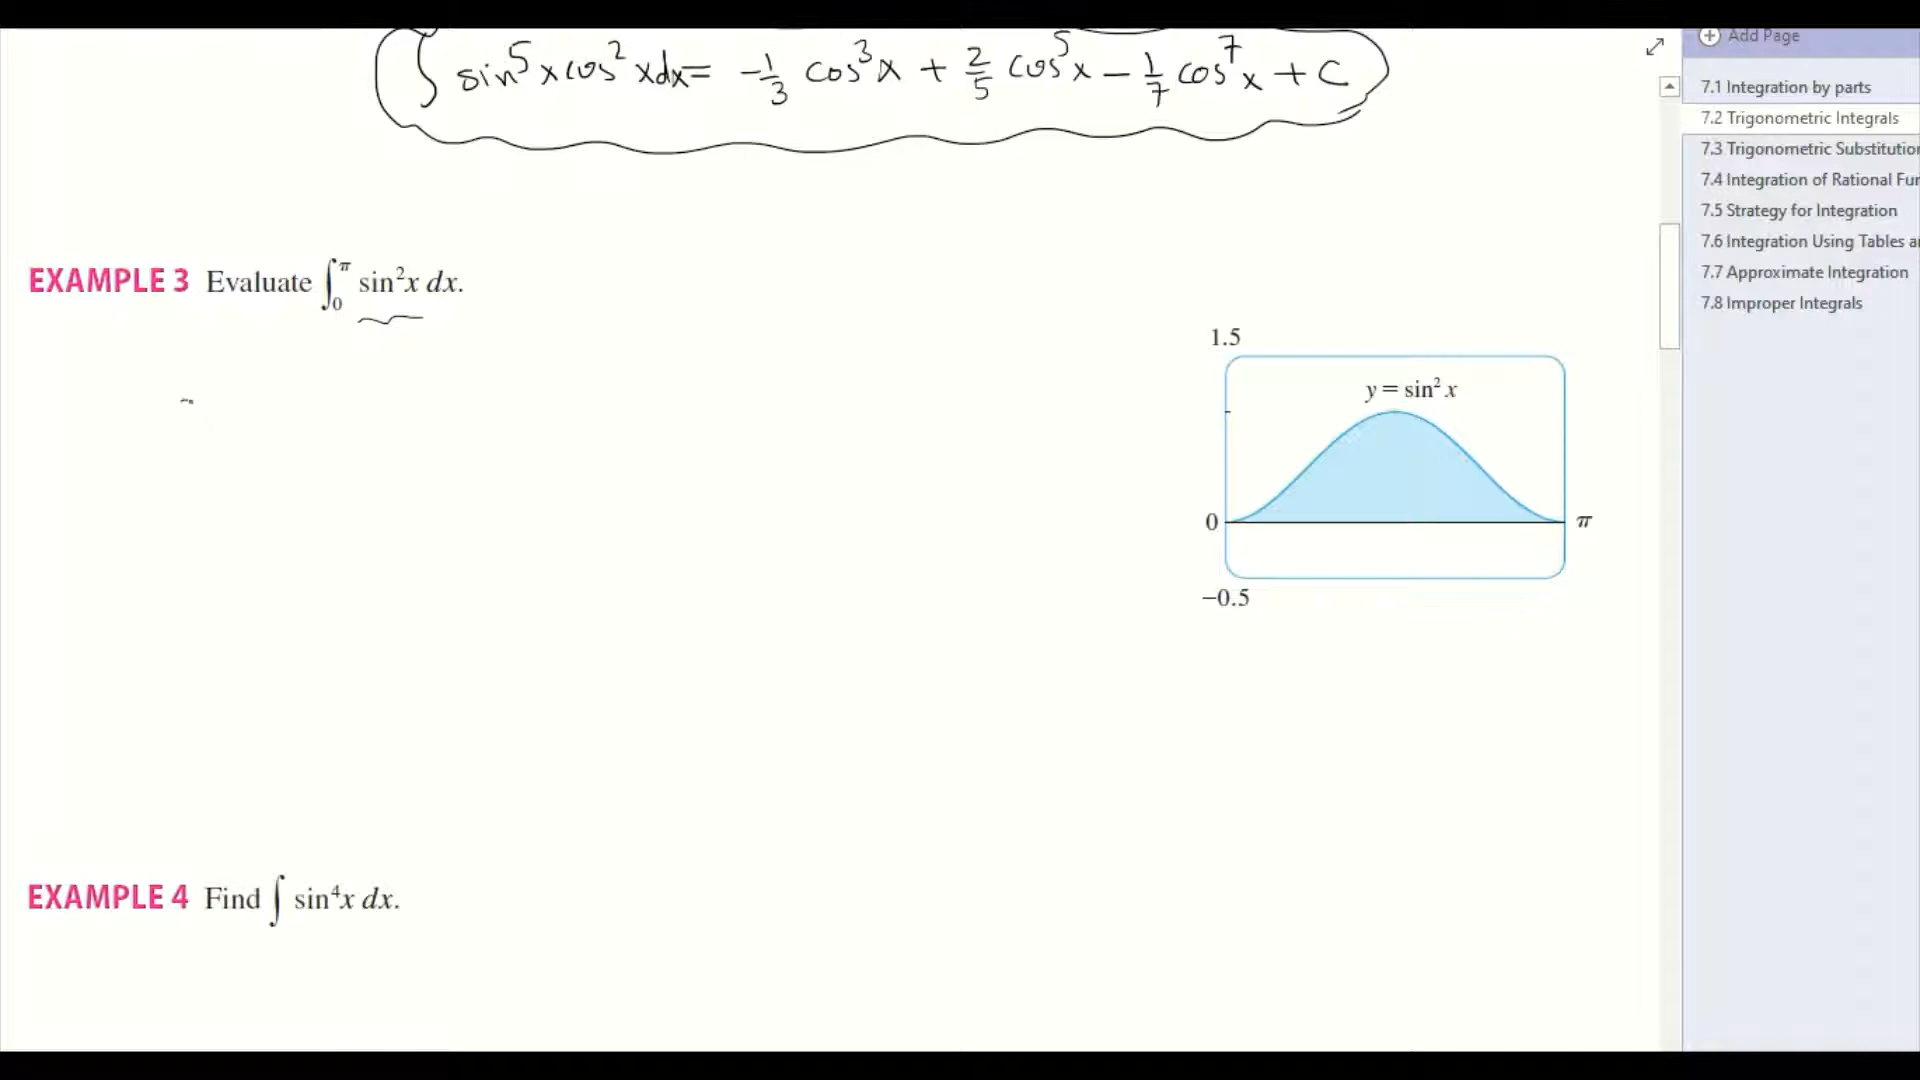 ∫ sin⁵x cos²x dx = -1/3 cos³x + 2/5 cos⁵x - 1/7 cos⁷x + C
EXAMPLE 3 Evaluate ∫₀^π sin²x dx.
1.5
y = sin² x
0
π
−0.5
EXAMPLE 4 Find ∫ sin⁴x dx.
Add Page
7.1 Integration by parts
7.2 Trigonometric Integrals
7.3 Trigonometric Substitution
7.4 Integration of Rational Fun
7.5 Strategy for Integration
7.6 Integration Using Tables an
7.7 Approximate Integration
7.8 Improper Integrals